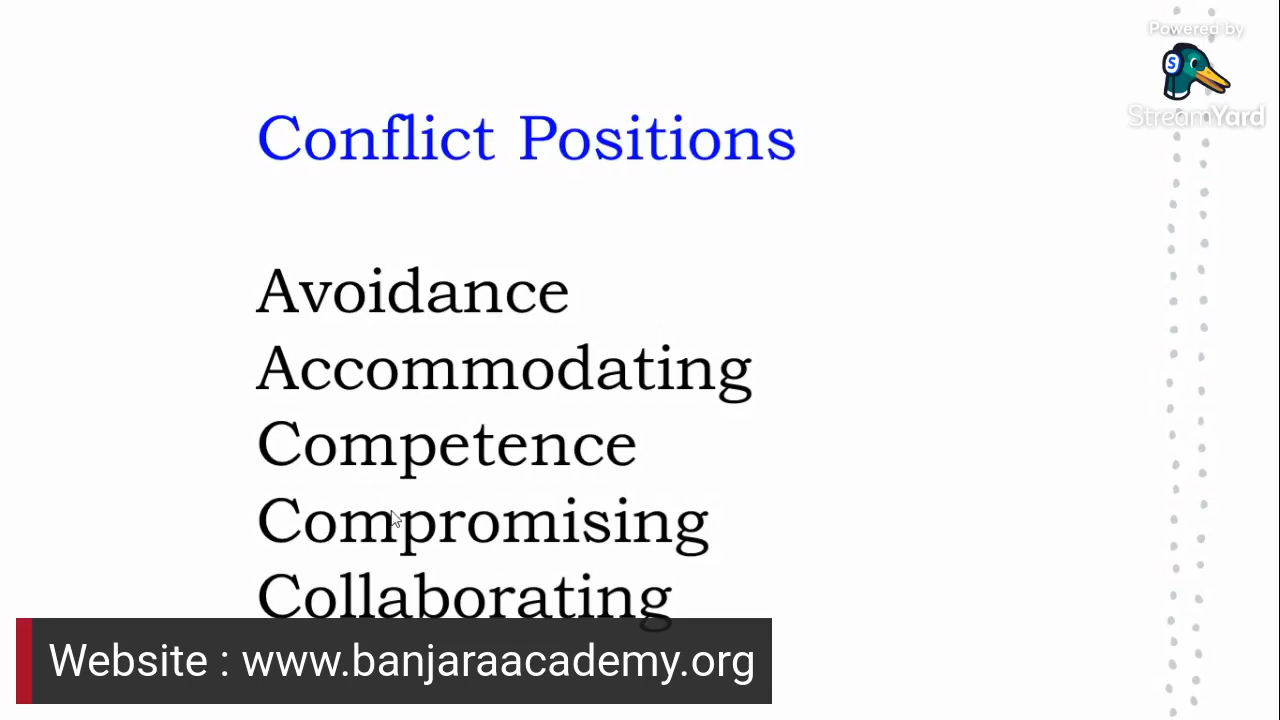 Powered by
StreamYard
Conflict Positions
Avoidance
Accommodating
Competence
Compromising
Collaborating
Website : www.banjaraacademy.org